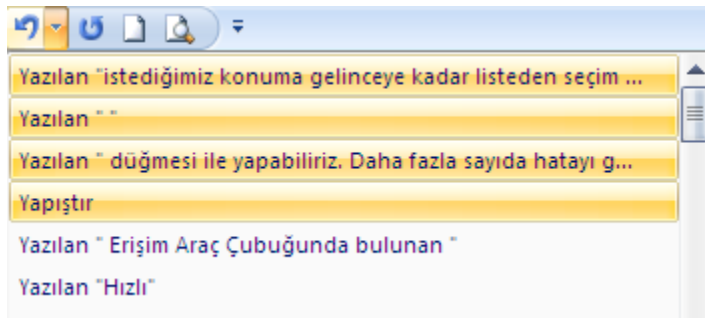 Yazılan "istediğimiz konuma gelinceye kadar listeden seçim ...
Yazılan " "
Yazılan " düğmesi ile yapabiliriz. Daha fazla sayıda hatayı g...
Yapıştır
Yazılan " Erişim Araç Çubuğunda bulunan "
Yazılan "Hızlı"